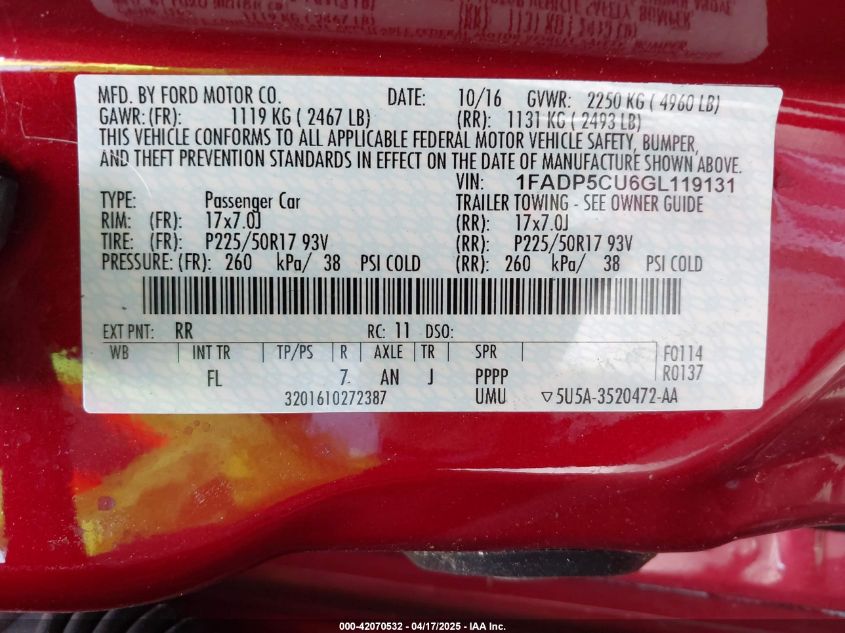 MFD. BY FORD MOTOR CO. DATE: 10/16 GVWR: 2250 KG ( 4960 LB)
GAWR: (FR): 1119 KG ( 2467 LB) (RR): 1131 KG ( 2493 LB)
THIS VEHICLE CONFORMS TO ALL APPLICABLE FEDERAL MOTOR VEHICLE SAFETY, BUMPER,
AND THEFT PREVENTION STANDARDS IN EFFECT ON THE DATE OF MANUFACTURE SHOWN ABOVE.
VIN: 1FADP5CU6GL119131
TYPE: Passenger Car TRAILER TOWING - SEE OWNER GUIDE
RIM: (FR): 17x7.0J (RR): 17x7.0J
TIRE: (FR): P225/50R17 93V (RR): P225/50R17 93V
PRESSURE: (FR): 260 kPa/ 38 PSI COLD (RR): 260 kPa/ 38 PSI COLD
EXT PNT: RR RC: 11 DSO:
WB INT TR TP/PS R AXLE TR SPR F0114
FL 7 AN J PPPP R0137
3201610272387 UMU ▽5U5A-3520472-AA
000-42070532 - 04/17/2025 - IAA Inc.